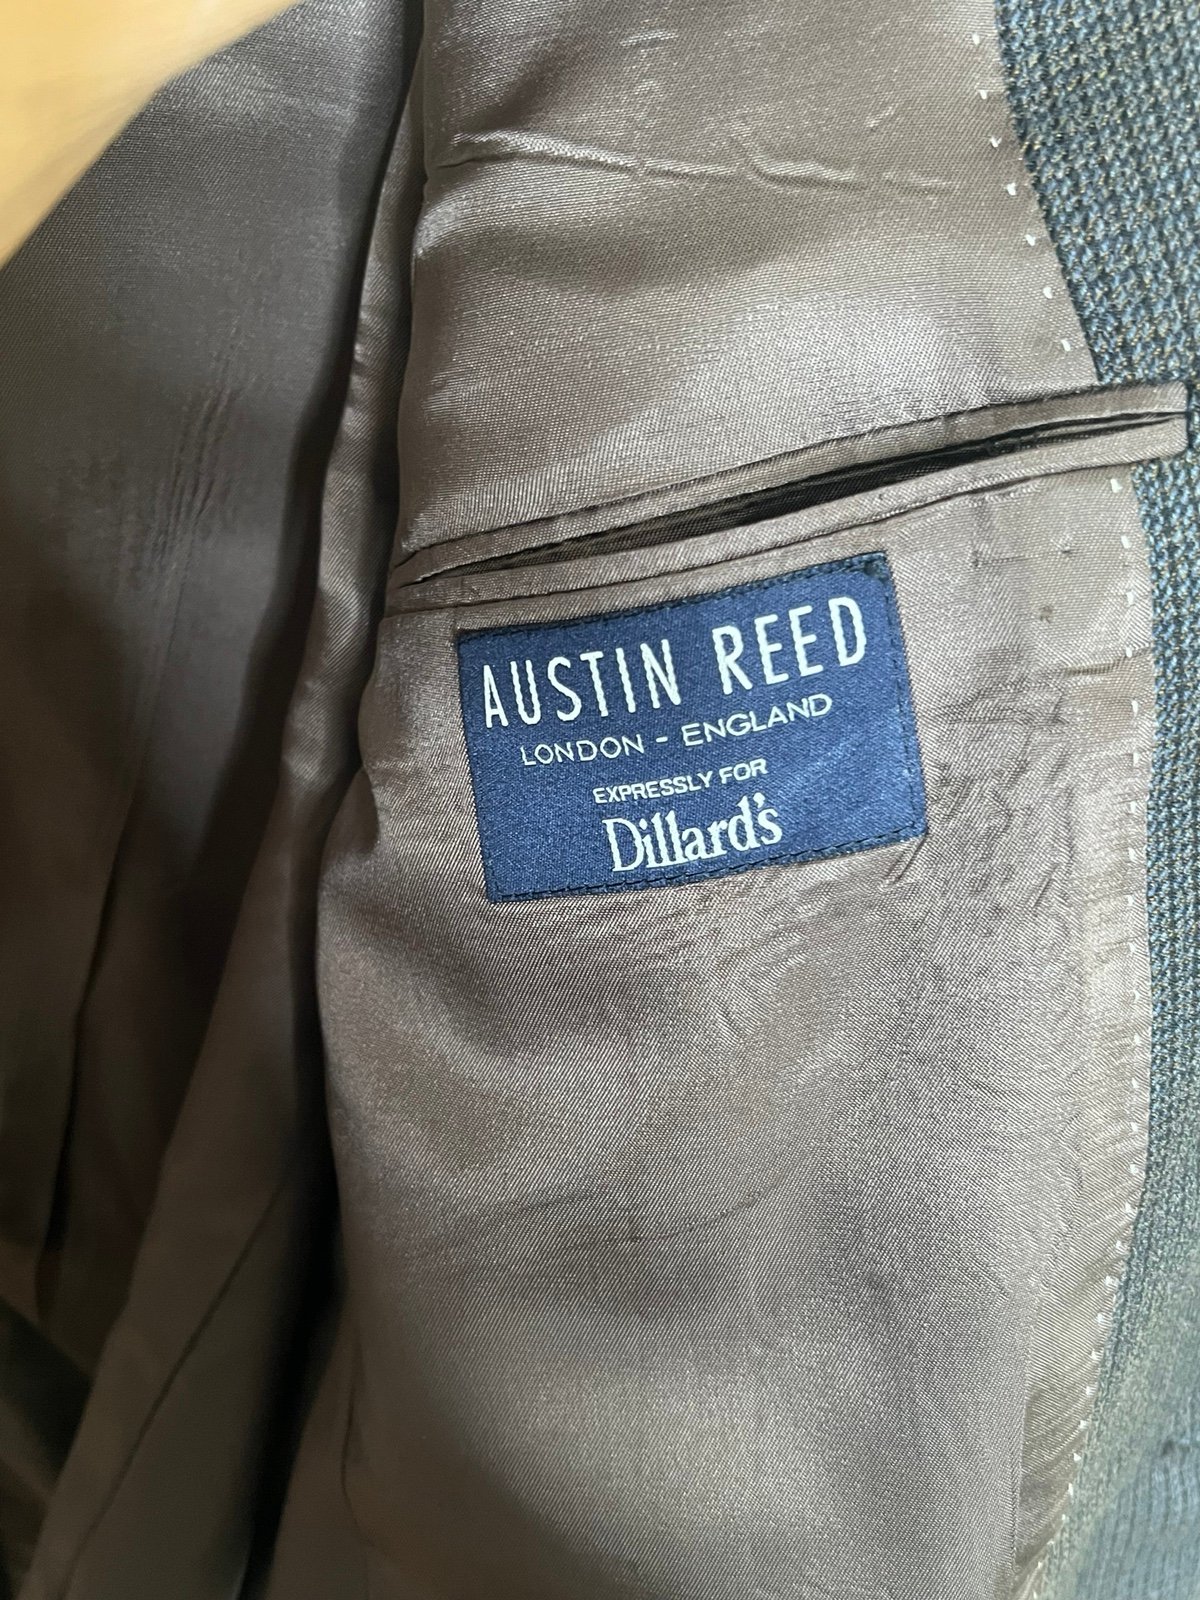 AUSTIN REED
LONDON - ENGLAND
EXPRESSLY FOR
Dillard's